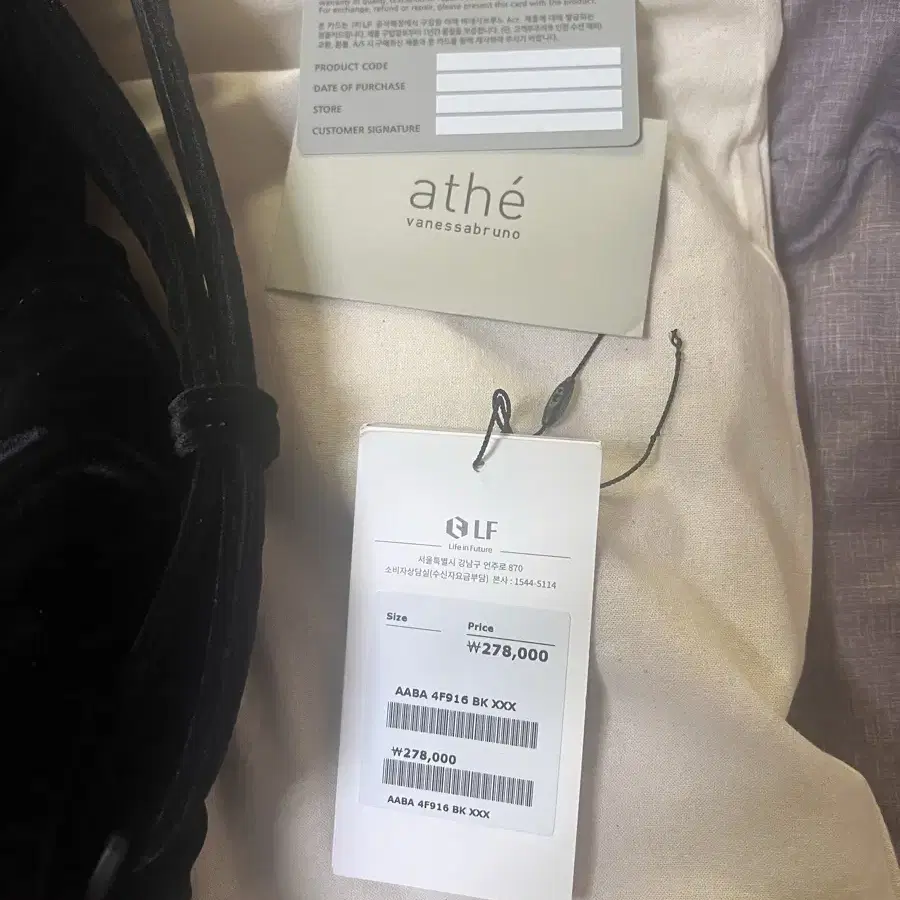 For exchange, refund or repair, please present this card with the product.
PRODUCT CODE
DATE OF PURCHASE
STORE
CUSTOMER SIGNATURE
athé
vanessabruno
LF
Life in Future
서울특별시 강남구 언주로 870
소비자상담실(수신자요금부담) 본사 : 1544-5114
Size
Price
₩278,000
AABA 4F916 BK XXX
₩278,000
AABA 4F916 BK XXX